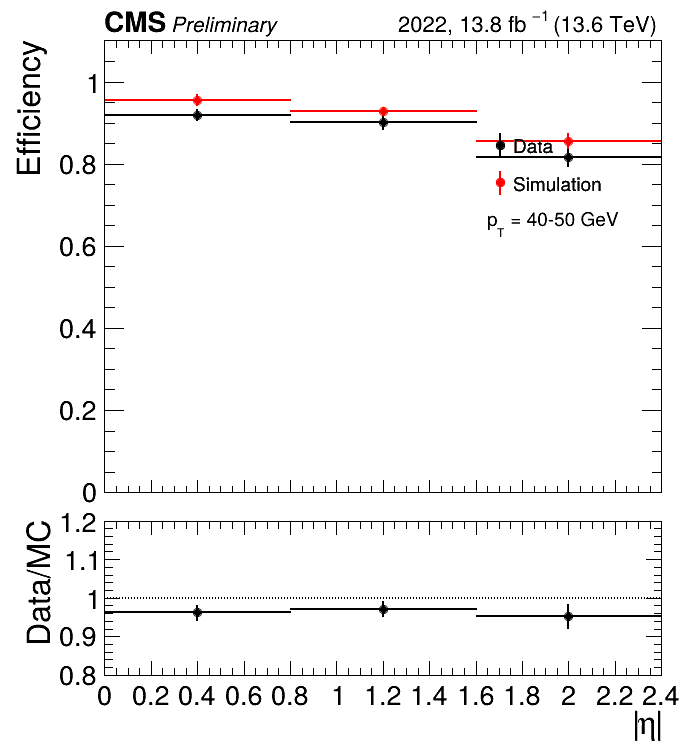 CMS Preliminary 2022, 13.8 fb⁻¹ (13.6 TeV)
Efficiency
1
0.8
0.6
0.4
0.2
0
Data
Simulation
p_T = 40-50 GeV
Data/MC
1.2
1.1
1
0.9
0.8
0 0.2 0.4 0.6 0.8 1 1.2 1.4 1.6 1.8 2 2.2 2.4
|η|